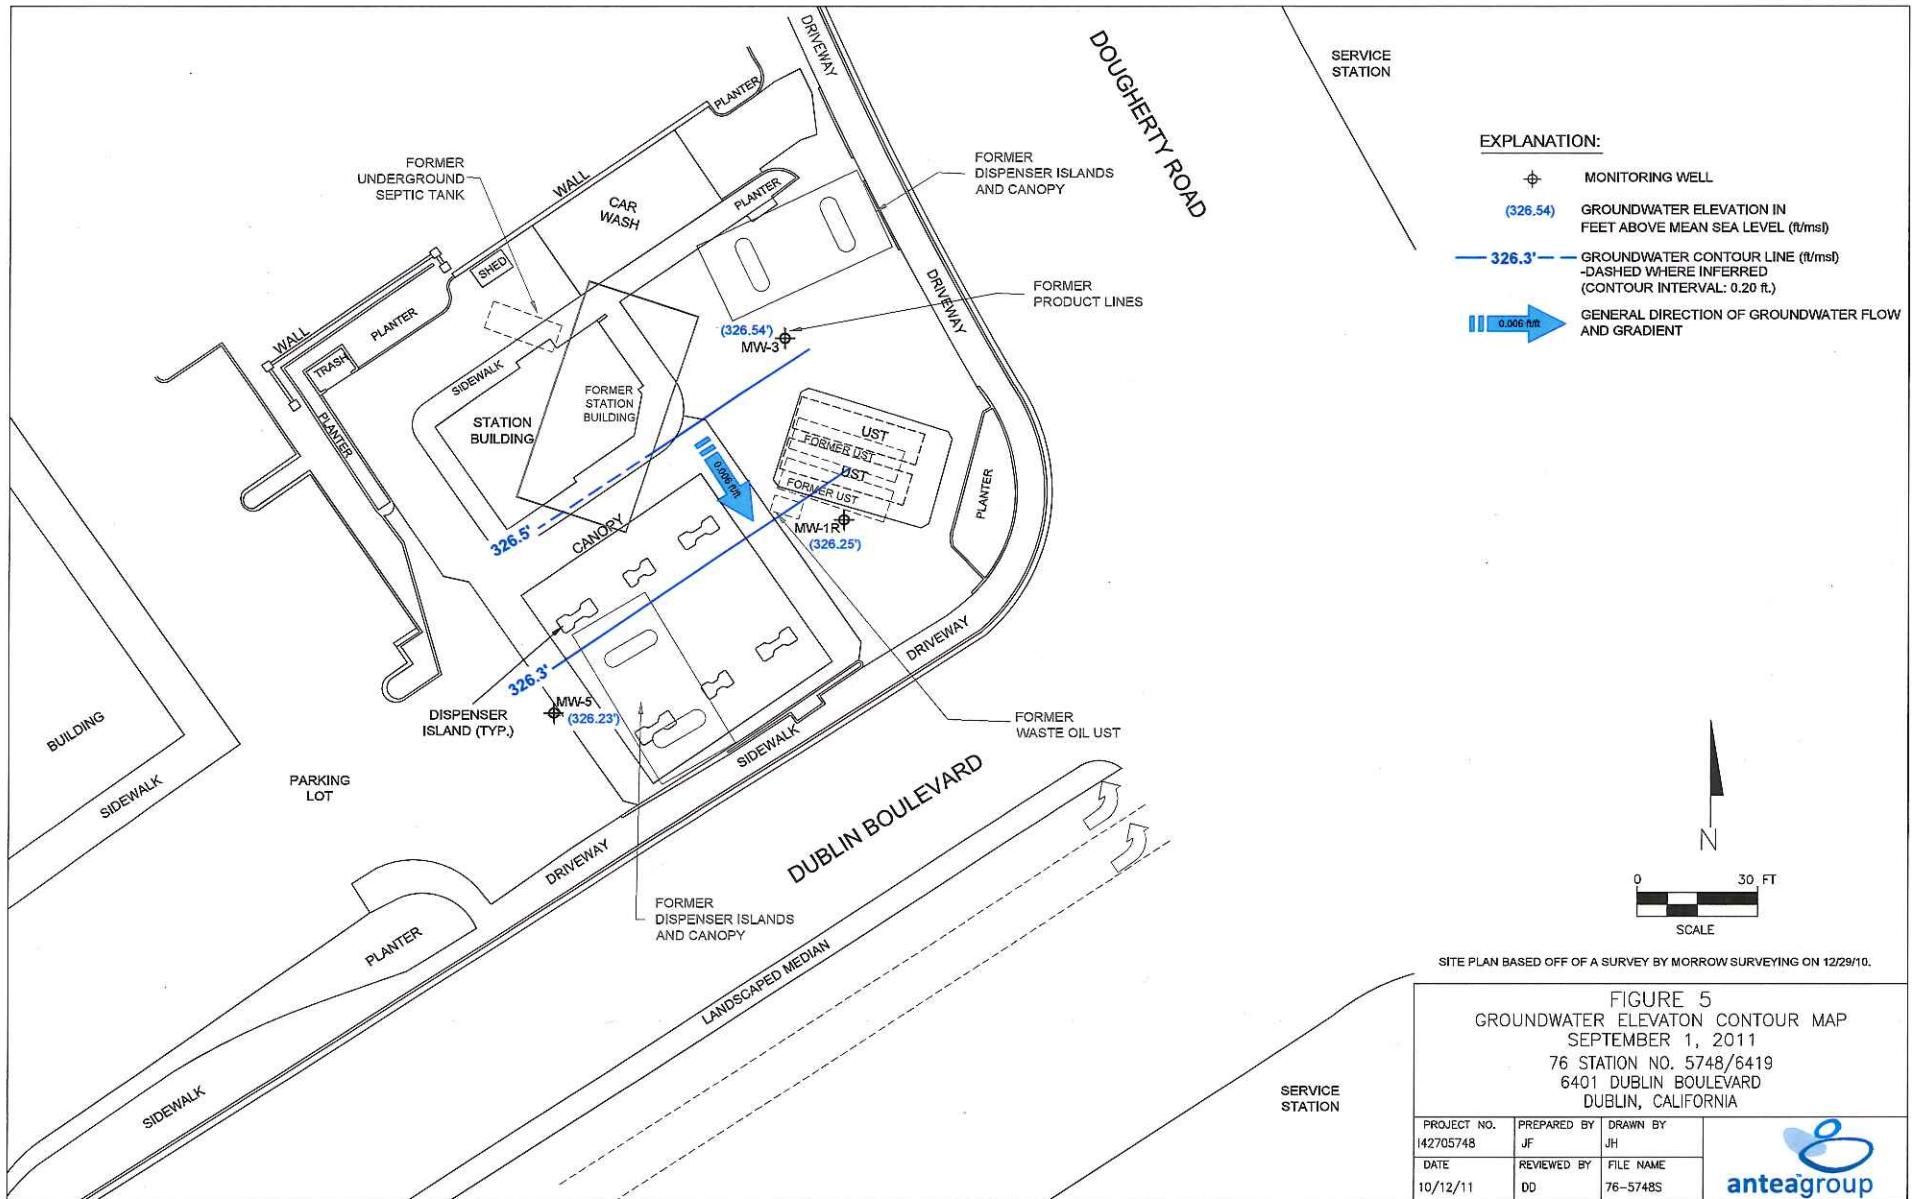 DRIVEWAY
DOUGHERTY ROAD
SERVICE
STATION
PLANTER
FORMER
UNDERGROUND
SEPTIC TANK
WALL
CAR
WASH
PLANTER
FORMER
DISPENSER ISLANDS
AND CANOPY
EXPLANATION:
MONITORING WELL
(326.54)
GROUNDWATER ELEVATION IN
FEET ABOVE MEAN SEA LEVEL (ft/msl)
326.3'
GROUNDWATER CONTOUR LINE (ft/msl)
-DASHED WHERE INFERRED
(CONTOUR INTERVAL: 0.20 ft.)
0.006 ft/ft
GENERAL DIRECTION OF GROUNDWATER FLOW
AND GRADIENT
SHED
DRIVEWAY
FORMER
PRODUCT LINES
WALL
PLANTER
(326.54')
MW-3
TRASH
SIDEWALK
FORMER
STATION
BUILDING
STATION
BUILDING
PLANTER
UST
FORMER UST
UST
FORMER UST
0.006 ft/ft
PLANTER
MW-1R
(326.25')
326.5'
CANOPY
326.3'
MW-5
(326.23')
DISPENSER
ISLAND (TYP.)
DRIVEWAY
FORMER
WASTE OIL UST
BUILDING
SIDEWALK
PARKING
LOT
SIDEWALK
DUBLIN BOULEVARD
DRIVEWAY
FORMER
DISPENSER ISLANDS
AND CANOPY
PLANTER
LANDSCAPED MEDIAN
SIDEWALK
SERVICE
STATION
N
0 30 FT
SCALE
SITE PLAN BASED OFF OF A SURVEY BY MORROW SURVEYING ON 12/29/10.
FIGURE 5
GROUNDWATER ELEVATON CONTOUR MAP
SEPTEMBER 1, 2011
76 STATION NO. 5748/6419
6401 DUBLIN BOULEVARD
DUBLIN, CALIFORNIA
PROJECT NO.
I42705748
PREPARED BY
JF
DRAWN BY
JH
DATE
10/12/11
REVIEWED BY
DD
FILE NAME
76-5748S
anteagroup